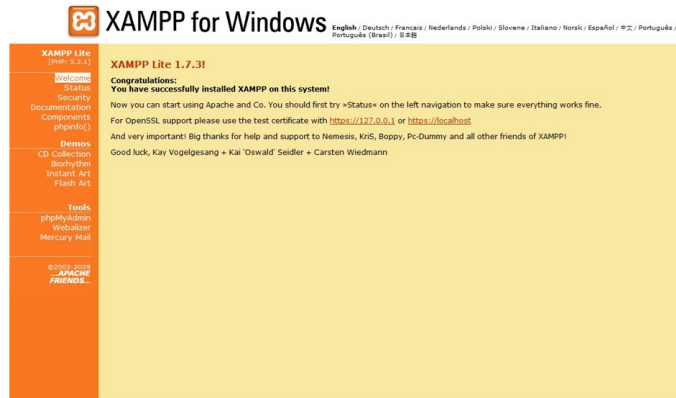 XAMPP for Windows
English / Deutsch / Francais / Nederlands / Polski / Slovene / Italiano / Norsk / Español / 中文 / Português /
Português (Brasil) / 日本語
XAMPP Lite
[PHP: 5.3.1]
Welcome
Status
Security
Documentation
Components
phpinfo()
Demos
CD Collection
Biorhythm
Instant Art
Flash Art
Tools
phpMyAdmin
Webalizer
Mercury Mail
©2002-2009
...APACHE
FRIENDS...
XAMPP Lite 1.7.3!
Congratulations:
You have successfully installed XAMPP on this system!
Now you can start using Apache and Co. You should first try »Status« on the left navigation to make sure everything works fine.
For OpenSSL support please use the test certificate with https://127.0.0.1 or https://localhost
And very important! Big thanks for help and support to Nemesis, KriS, Boppy, Pc-Dummy and all other friends of XAMPP!
Good luck, Kay Vogelgesang + Kai 'Oswald' Seidler + Carsten Wiedmann